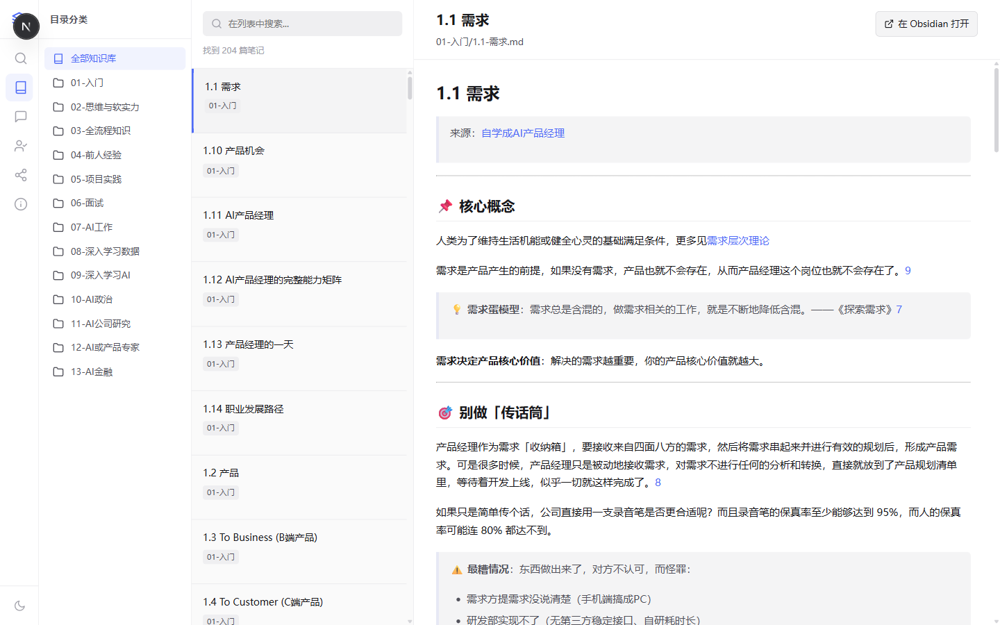 N
目录分类
全部知识库
01-入门
02-思维与软实力
03-全流程知识
04-前人经验
05-项目实践
06-面试
07-AI工作
08-深入学习数据
09-深入学习AI
10-AI政治
11-AI公司研究
12-AI或产品专家
13-AI金融
在列表中搜索...
找到 204 篇笔记
1.1 需求
01-入门
1.10 产品机会
01-入门
1.11 AI产品经理
01-入门
1.12 AI产品经理的完整能力矩阵
01-入门
1.13 产品经理的一天
01-入门
1.14 职业发展路径
01-入门
1.2 产品
01-入门
1.3 To Business (B端产品)
01-入门
1.4 To Customer (C端产品)
01-入门
1.1 需求
01-入门/1.1-需求.md
在 Obsidian 打开
1.1 需求
来源：自学成AI产品经理
📌 核心概念
人类为了维持生活机能或健全心灵的基础满足条件，更多见需求层次理论
需求是产品产生的前提，如果没有需求，产品也就不会存在，从而产品经理这个岗位也就不会存在了。9
💡 需求蛋模型：需求总是含混的，做需求相关的工作，就是不断地降低含混。——《探索需求》7
需求决定产品核心价值：解决的需求越重要，你的产品核心价值就越大。
🎯 别做「传话筒」
产品经理作为需求「收纳箱」，要接收来自四面八方的需求，然后将需求串起来并进行有效的规划后，形成产品需
求。可是很多时候，产品经理只是被动地接收需求，对需求不进行任何的分析和转换，直接就放到了产品规划清单
里，等待着开发上线，似乎一切就这样完成了。8
如果只是简单传个话，公司直接用一支录音笔是否更合适呢？而且录音笔的保真率至少能够达到 95%，而人的保真
率可能连 80% 都达不到。
⚠️ 最糟情况：东西做出来了，对方不认可，而怪罪：
• 需求方提需求没说清楚（手机端搞成PC）
• 研发部实现不了（无第三方稳定接口、自研耗时长）